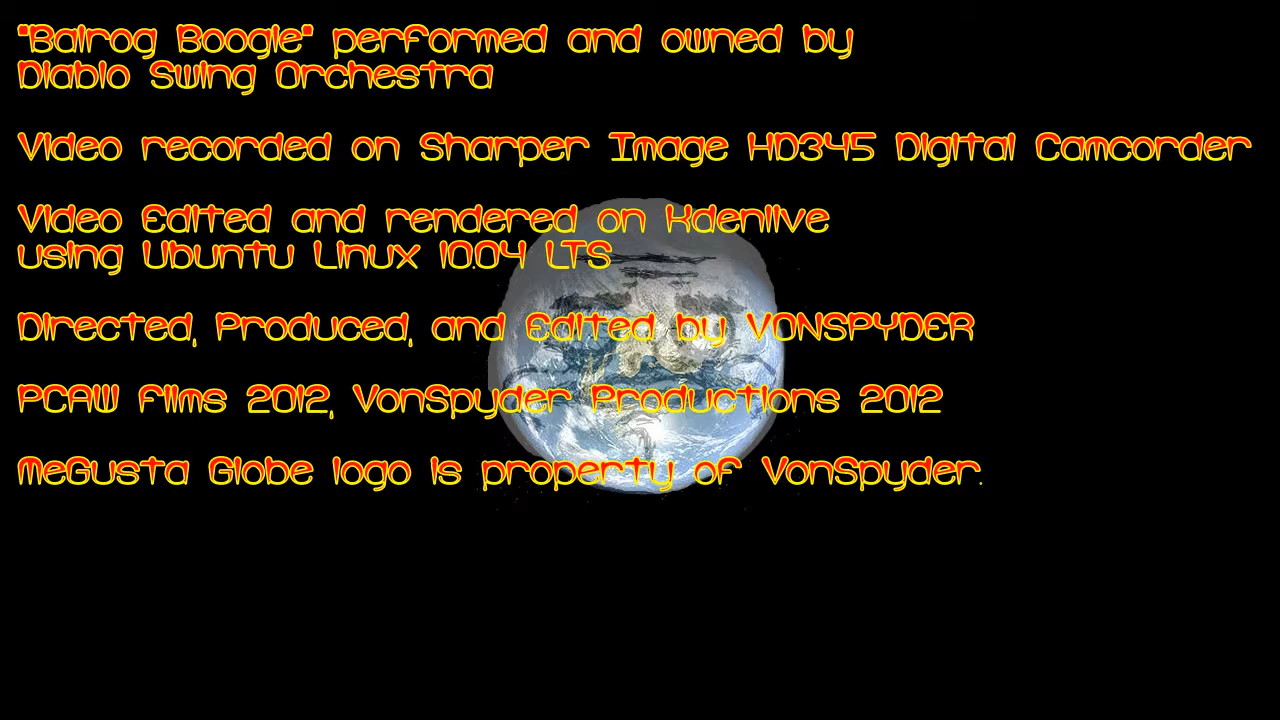 "Balrog Boogie" performed and owned by
Diablo Swing Orchestra
Video recorded on Sharper Image HD345 Digital Camcorder
Video Edited and rendered on Kdenlive
using Ubuntu Linux 10.04 LTS
Directed, Produced, and Edited by VONSPYDER
PCAW Films 2012, VonSpyder Productions 2012
MeGusta Globe logo is property of VonSpyder.